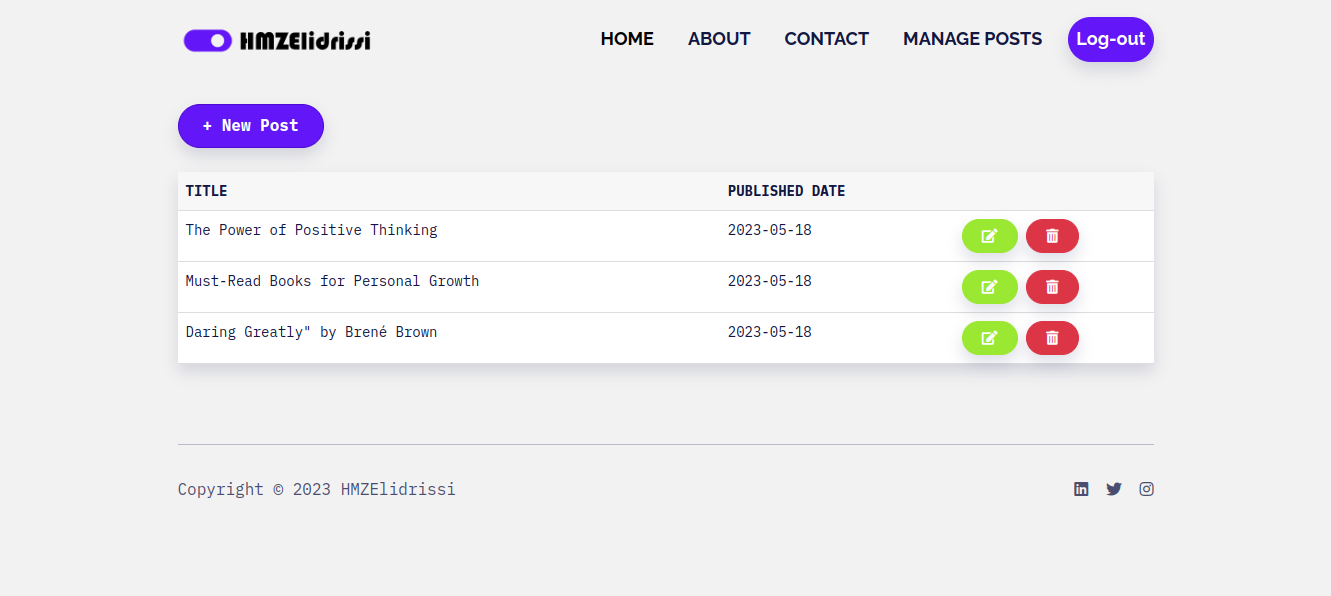 HMZElidrissi HOME ABOUT CONTACT MANAGE POSTS Log-out
+ New Post
TITLE PUBLISHED DATE
The Power of Positive Thinking 2023-05-18
Must-Read Books for Personal Growth 2023-05-18
Daring Greatly" by Brené Brown 2023-05-18
Copyright © 2023 HMZElidrissi